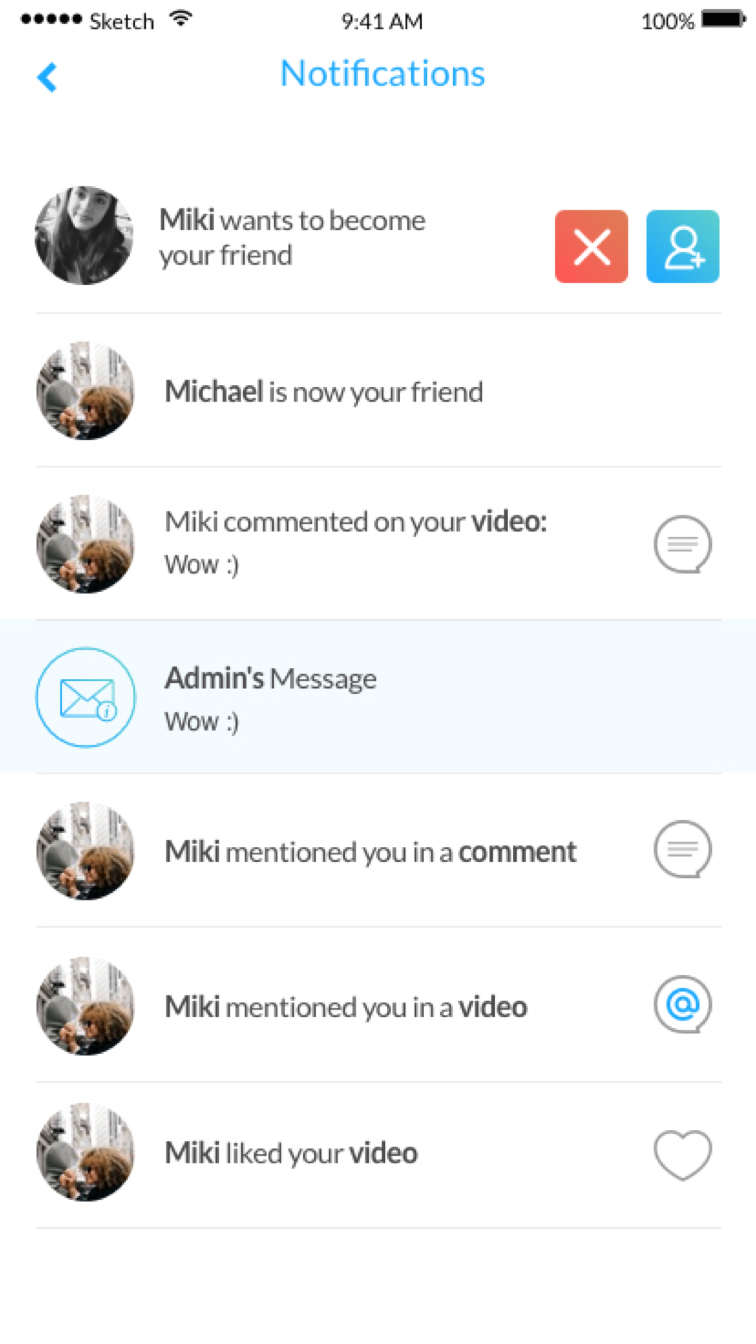 Sketch 9:41 AM 100%
Notifications
Miki wants to become
your friend
Michael is now your friend
Miki commented on your video:
Wow :)
Admin's Message
Wow :)
Miki mentioned you in a comment
Miki mentioned you in a video
@
Miki liked your video